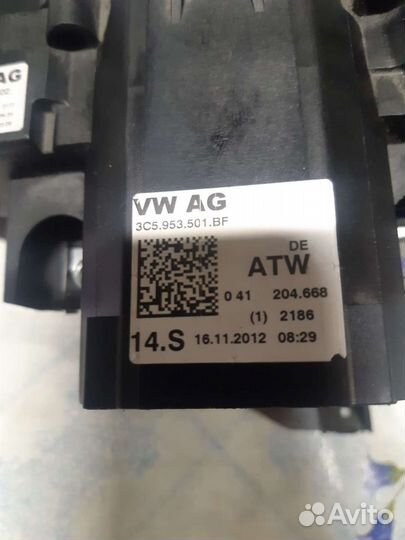 AG
VW AG
3C5.953.501.BF
DE
ATW
0 41 204.668
(1) 2186
14.S 16.11.2012 08:29
Avito